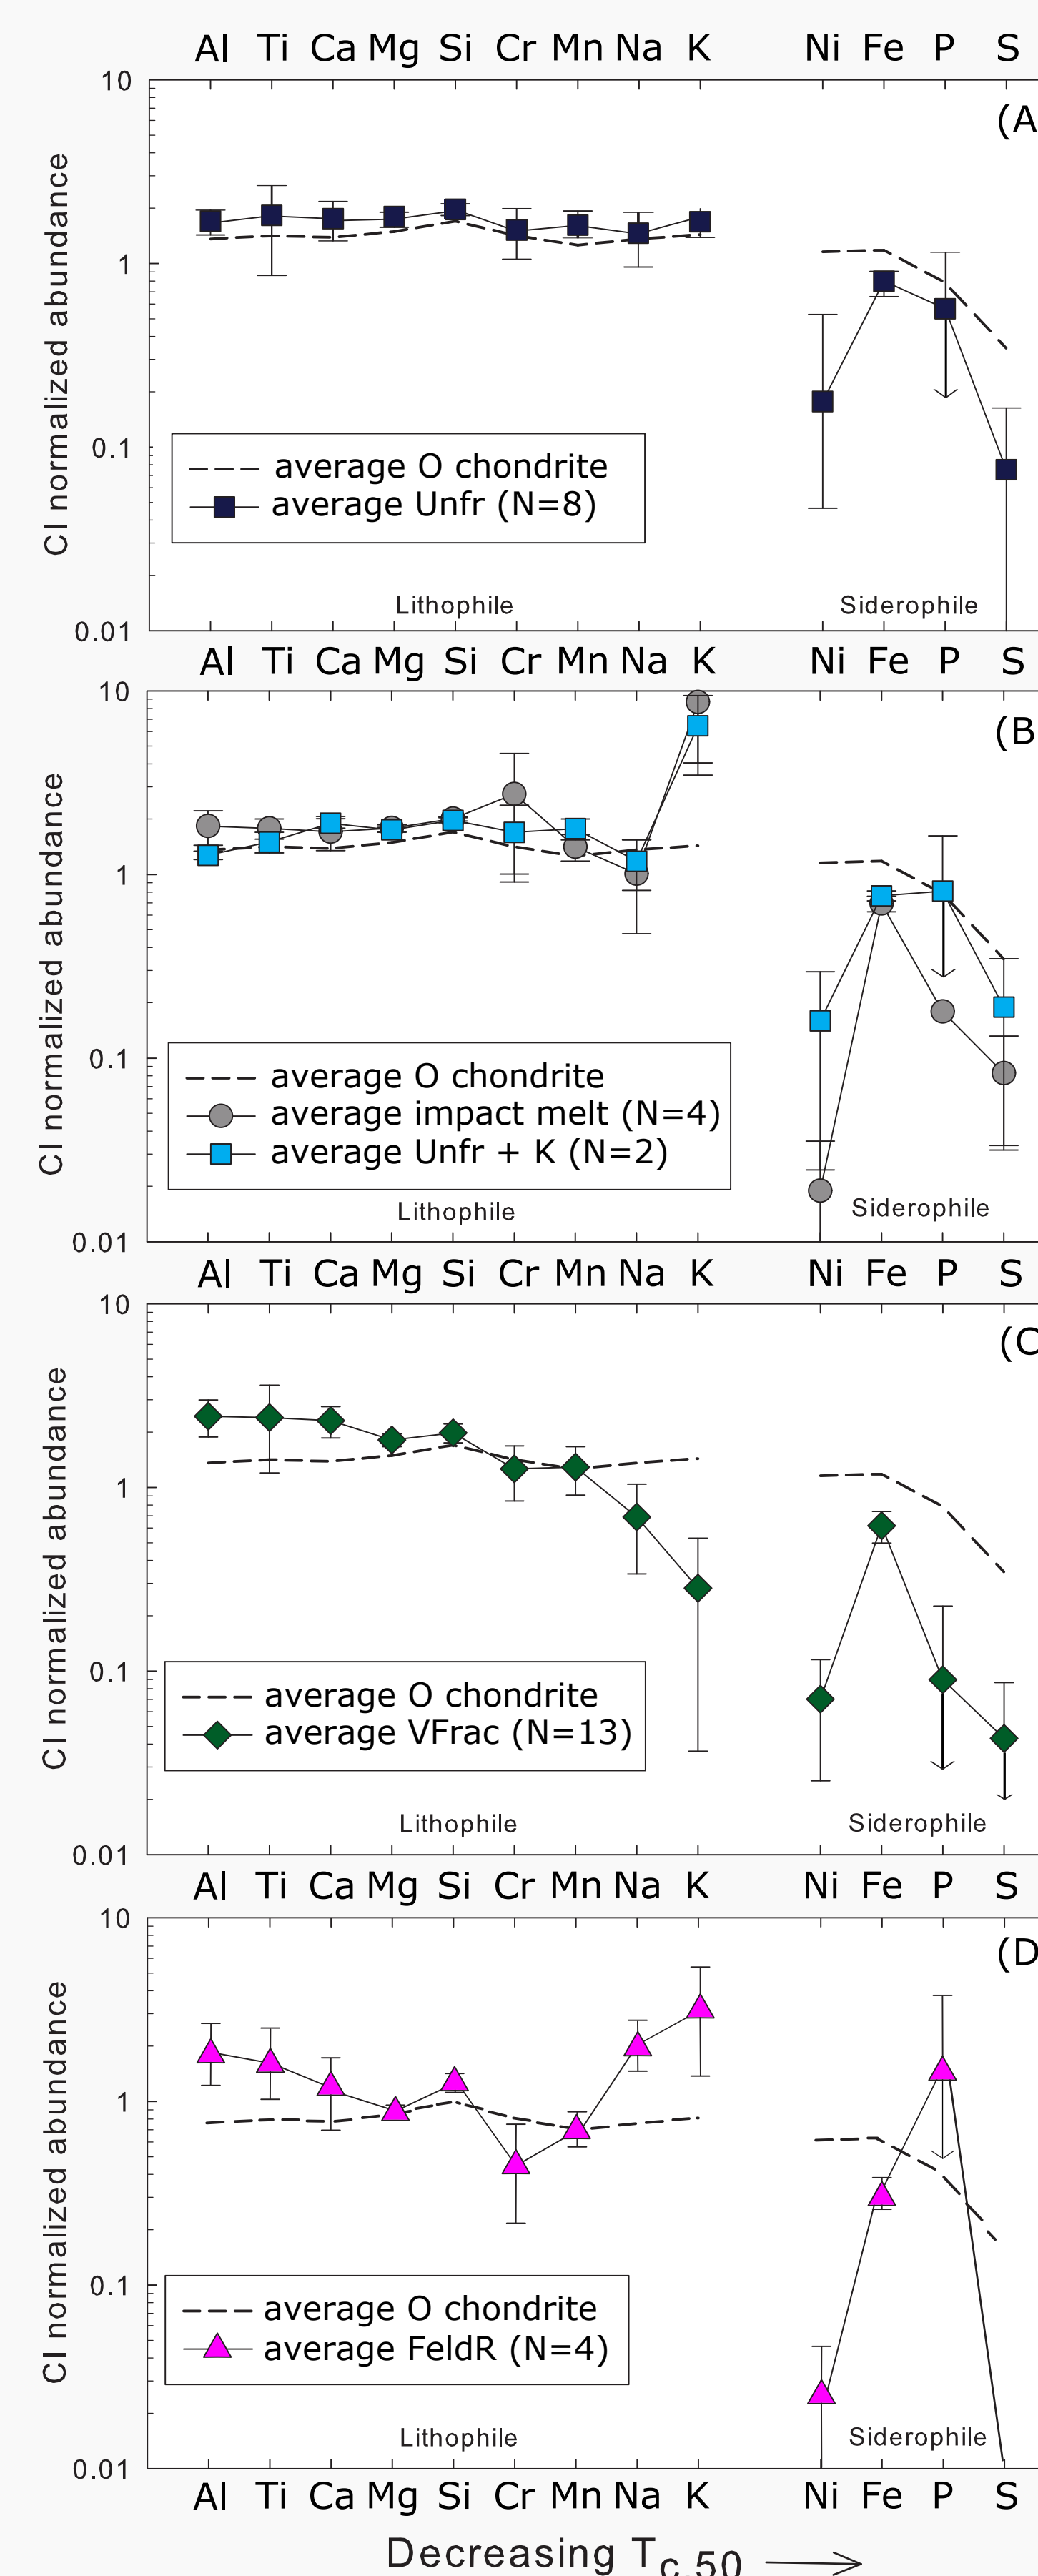 Al Ti Ca Mg Si Cr Mn Na K Ni Fe P S
10
(A
1
0.1
0.01
CI normalized abundance
average O chondrite
average Unfr (N=8)
Lithophile
Siderophile
Al Ti Ca Mg Si Cr Mn Na K Ni Fe P S
10
(B
1
0.1
0.01
CI normalized abundance
average O chondrite
average impact melt (N=4)
average Unfr + K (N=2)
Lithophile
Siderophile
Al Ti Ca Mg Si Cr Mn Na K Ni Fe P S
10
(C
1
0.1
0.01
CI normalized abundance
average O chondrite
average VFrac (N=13)
Lithophile
Siderophile
Al Ti Ca Mg Si Cr Mn Na K Ni Fe P S
10
(D
1
0.1
0.01
CI normalized abundance
average O chondrite
average FeldR (N=4)
Lithophile
Siderophile
Al Ti Ca Mg Si Cr Mn Na K Ni Fe P S
Decreasing Tc,50